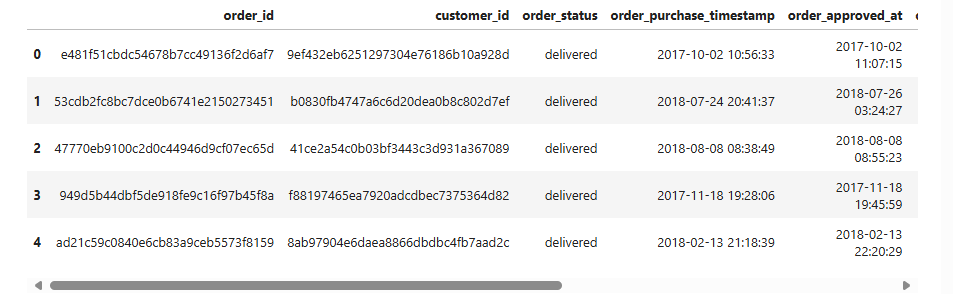 order_id customer_id order_status order_purchase_timestamp order_approved_at
0 e481f51cbdc54678b7cc49136f2d6af7 9ef432eb6251297304e76186b10a928d delivered 2017-10-02 10:56:33 2017-10-02 11:07:15
1 53cdb2fc8bc7dce0b6741e2150273451 b0830fb4747a6c6d20dea0b8c802d7ef delivered 2018-07-24 20:41:37 2018-07-26 03:24:27
2 47770eb9100c2d0c44946d9cf07ec65d 41ce2a54c0b03bf3443c3d931a367089 delivered 2018-08-08 08:38:49 2018-08-08 08:55:23
3 949d5b44dbf5de918fe9c16f97b45f8a f88197465ea7920adcdbec7375364d82 delivered 2017-11-18 19:28:06 2017-11-18 19:45:59
4 ad21c59c0840e6cb83a9ceb5573f8159 8ab97904e6daea8866dbdbc4fb7aad2c delivered 2018-02-13 21:18:39 2018-02-13 22:20:29